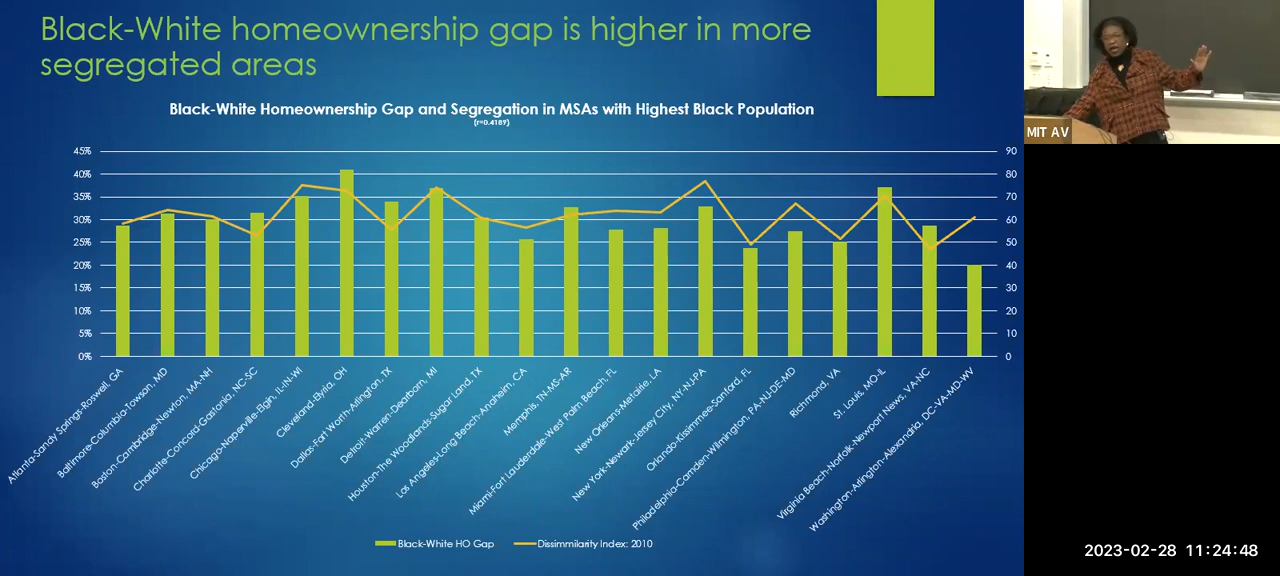 Black-White homeownership gap is higher in more
segregated areas
Black-White Homeownership Gap and Segregation in MSAs with Highest Black Population
(r=0.4189)
45%
40%
35%
30%
25%
20%
15%
10%
5%
0%
90
80
70
60
50
40
30
20
10
0
Atlanta-Sandy Springs-Roswell, GA
Baltimore-Columbia-Towson, MD
Boston-Cambridge-Newton, MA-NH
Charlotte-Concord-Gastonia, NC-SC
Chicago-Naperville-Elgin, IL-IN-WI
Cleveland-Elyria, OH
Dallas-Fort Worth-Arlington, TX
Detroit-Warren-Dearborn, MI
Houston-The Woodlands-Sugar Land, TX
Los Angeles-Long Beach-Anaheim, CA
Memphis, TN-MS-AR
Miami-Fort Lauderdale-West Palm Beach, FL
New Orleans-Metairie, LA
New York-Newark-Jersey City, NY-NJ-PA
Orlando-Kissimmee-Sanford, FL
Philadelphia-Camden-Wilmington, PA-NJ-DE-MD
Richmond, VA
St. Louis, MO-IL
Virginia Beach-Norfolk-Newport News, VA-NC
Washington-Arlington-Alexandria, DC-VA-MD-WV
Black-White HO Gap
Dissimmilarity Index: 2010
MIT AV
2023-02-28 11:24:48